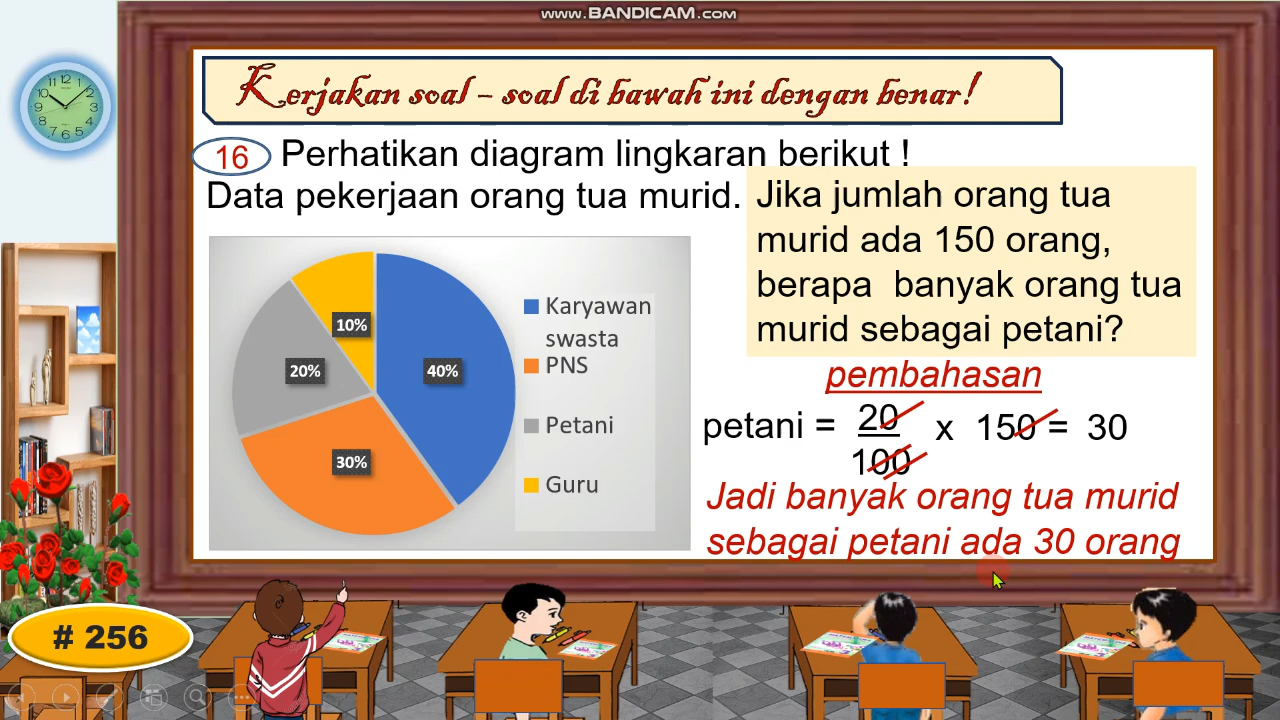 www.BANDICAM.com
Kerjakan soal – soal di bawah ini dengan benar!
16 Perhatikan diagram lingkaran berikut !
Data pekerjaan orang tua murid.
Jika jumlah orang tua
murid ada 150 orang,
berapa banyak orang tua
murid sebagai petani?
10%
20%
40%
30%
Karyawan
swasta
PNS
Petani
Guru
pembahasan
petani = 20/100 x 150 = 30
Jadi banyak orang tua murid
sebagai petani ada 30 orang
# 256